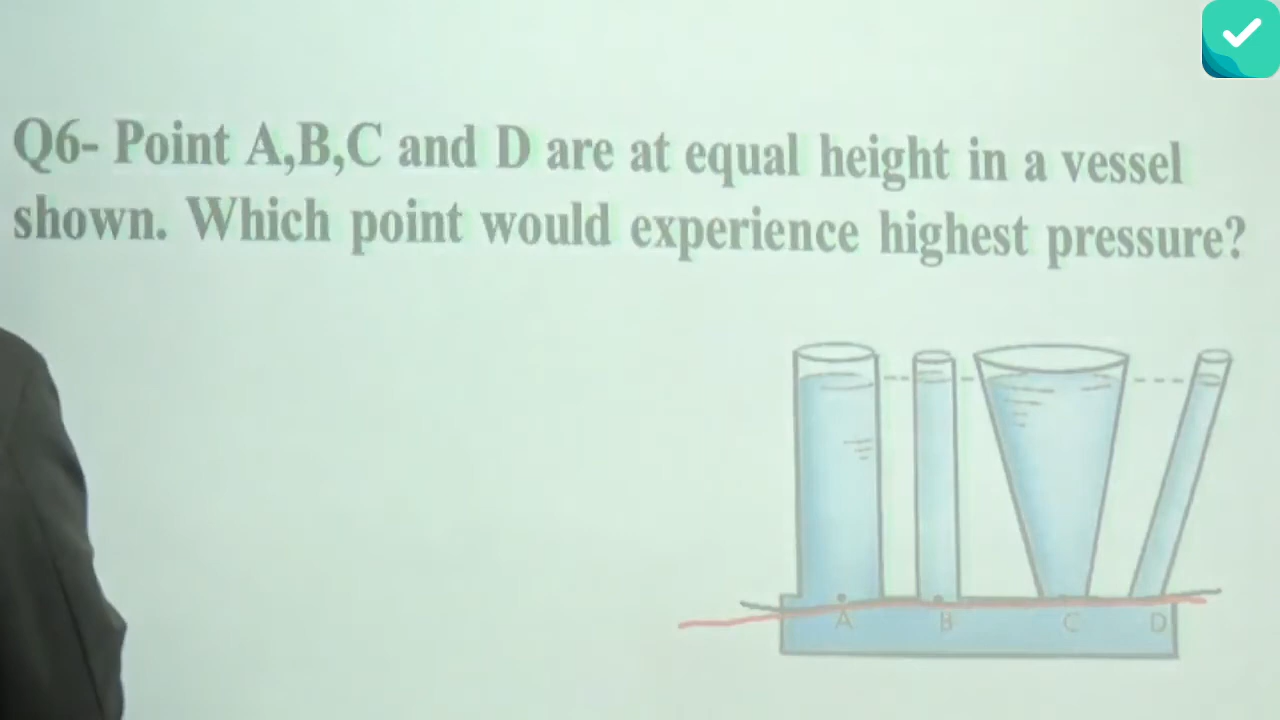 Q6- Point A,B,C and D are at equal height in a vessel
shown. Which point would experience highest pressure?
A B C D